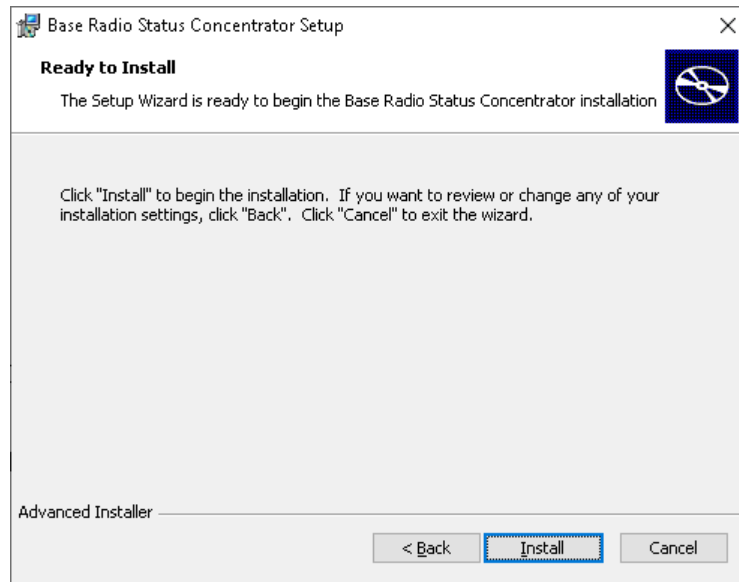 Base Radio Status Concentrator Setup
Ready to Install
The Setup Wizard is ready to begin the Base Radio Status Concentrator installation
Click "Install" to begin the installation.  If you want to review or change any of your
installation settings, click "Back".  Click "Cancel" to exit the wizard.
Advanced Installer
< Back
Install
Cancel